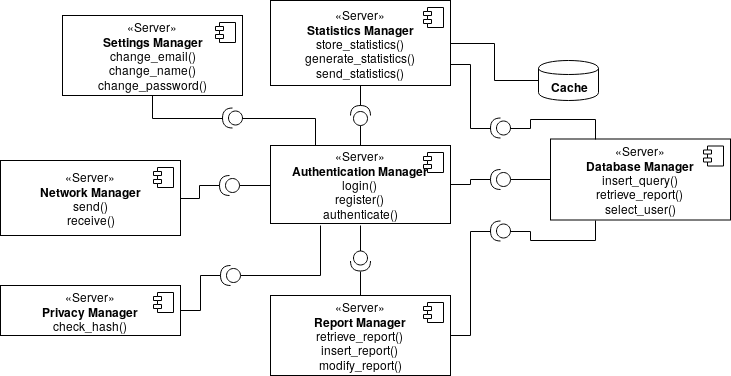 «Server»
Settings Manager
change_email()
change_name()
change_password()
«Server»
Statistics Manager
store_statistics()
generate_statistics()
send_statistics()
Cache
«Server»
Network Manager
send()
receive()
«Server»
Authentication Manager
login()
register()
authenticate()
«Server»
Database Manager
insert_query()
retrieve_report()
select_user()
«Server»
Privacy Manager
check_hash()
«Server»
Report Manager
retrieve_report()
insert_report()
modify_report()